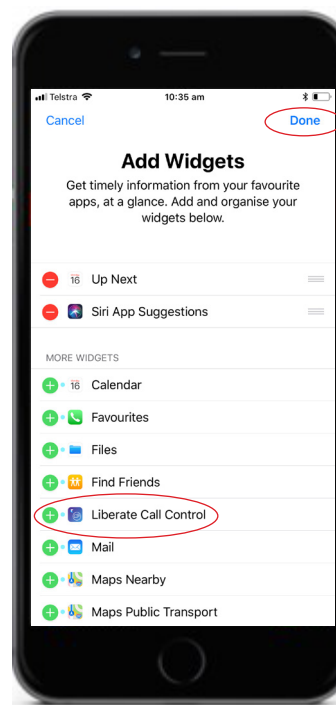 Telstra 10:35 am
Cancel Done
Add Widgets
Get timely information from your favourite
apps, at a glance. Add and organise your
widgets below.
16 Up Next
Siri App Suggestions
MORE WIDGETS
16 Calendar
Favourites
Files
Find Friends
Liberate Call Control
Mail
Maps Nearby
Maps Public Transport